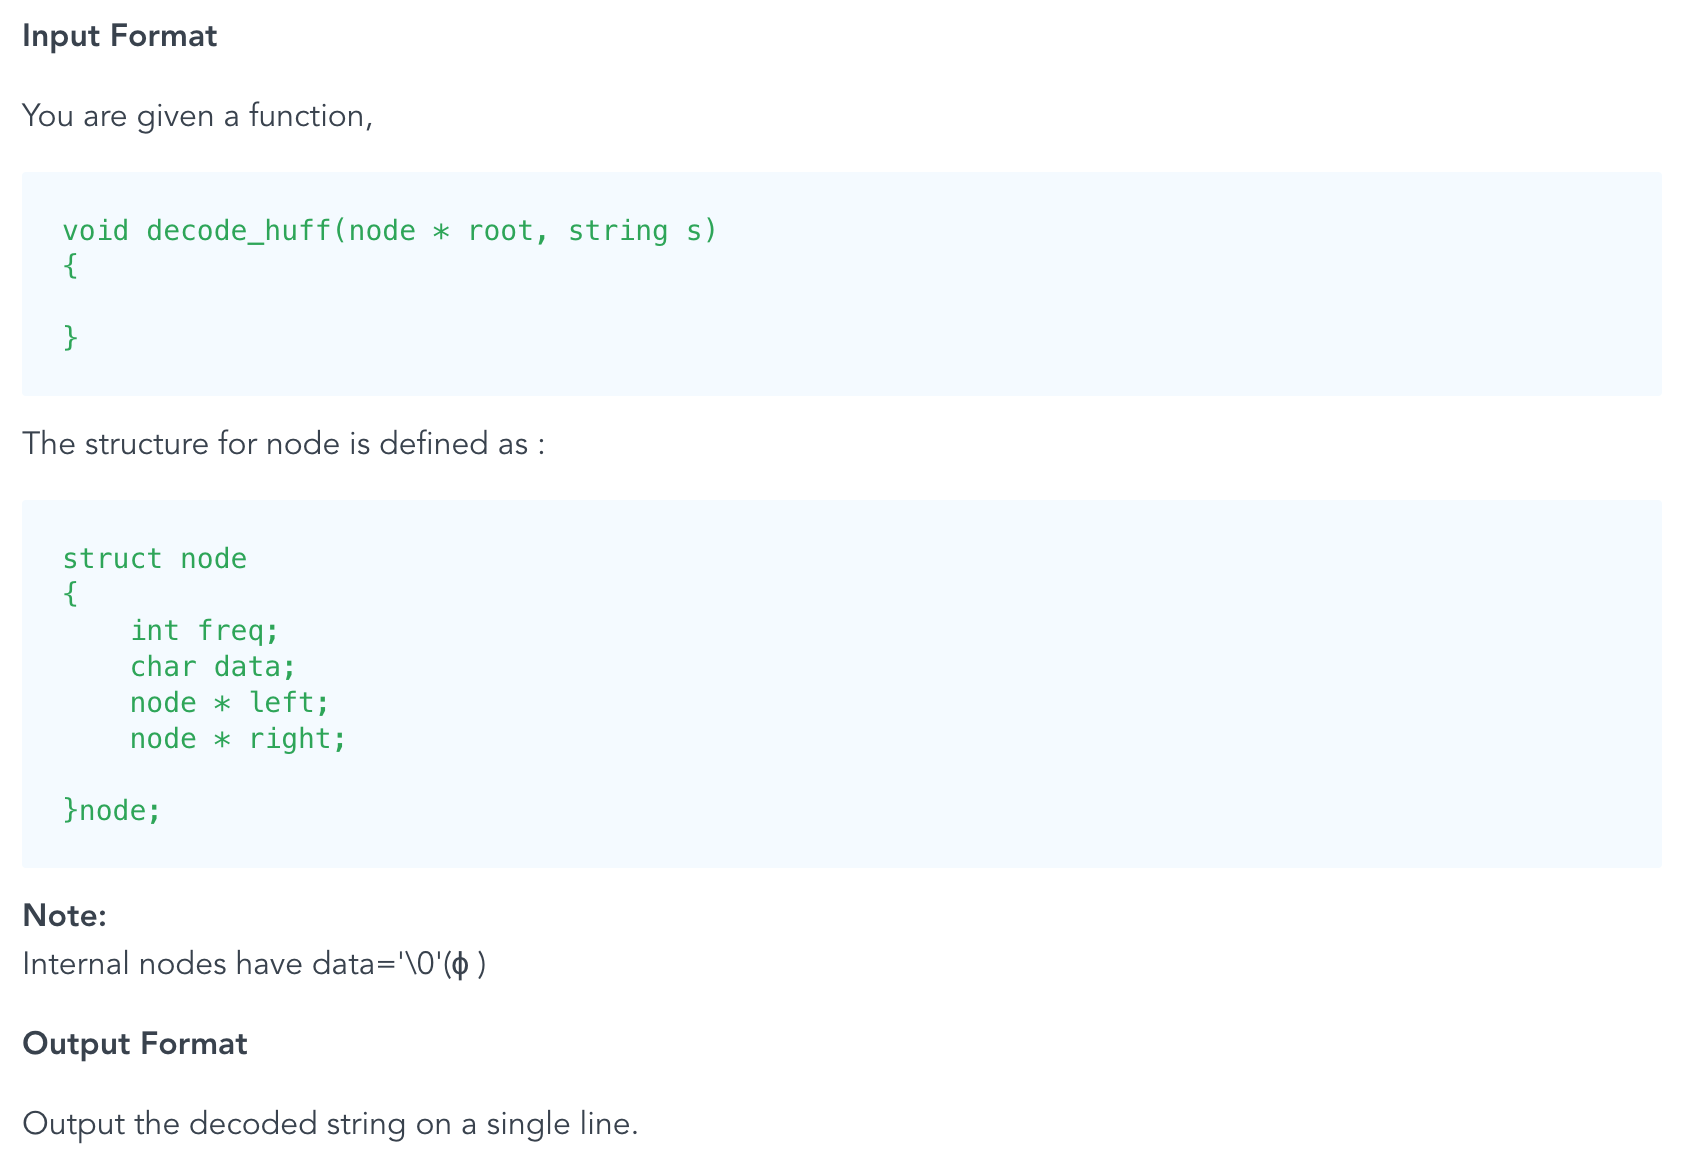 Input Format
You are given a function,
void decode_huff(node * root, string s)
{
}
The structure for node is defined as :
struct node
{
    int freq;
    char data;
    node * left;
    node * right;
}node;
Note:
Internal nodes have data='\0'(ϕ )
Output Format
Output the decoded string on a single line.